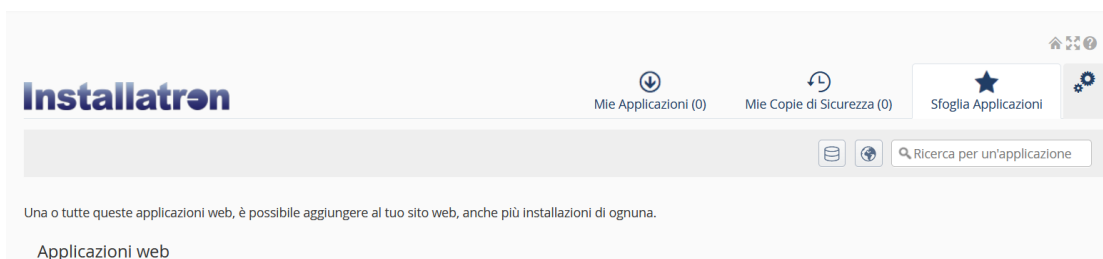 Installatron
Mie Applicazioni (0)
Mie Copie di Sicurezza (0)
Sfoglia Applicazioni
Ricerca per un'applicazione
Una o tutte queste applicazioni web, è possibile aggiungere al tuo sito web, anche più installazioni di ognuna.
Applicazioni web